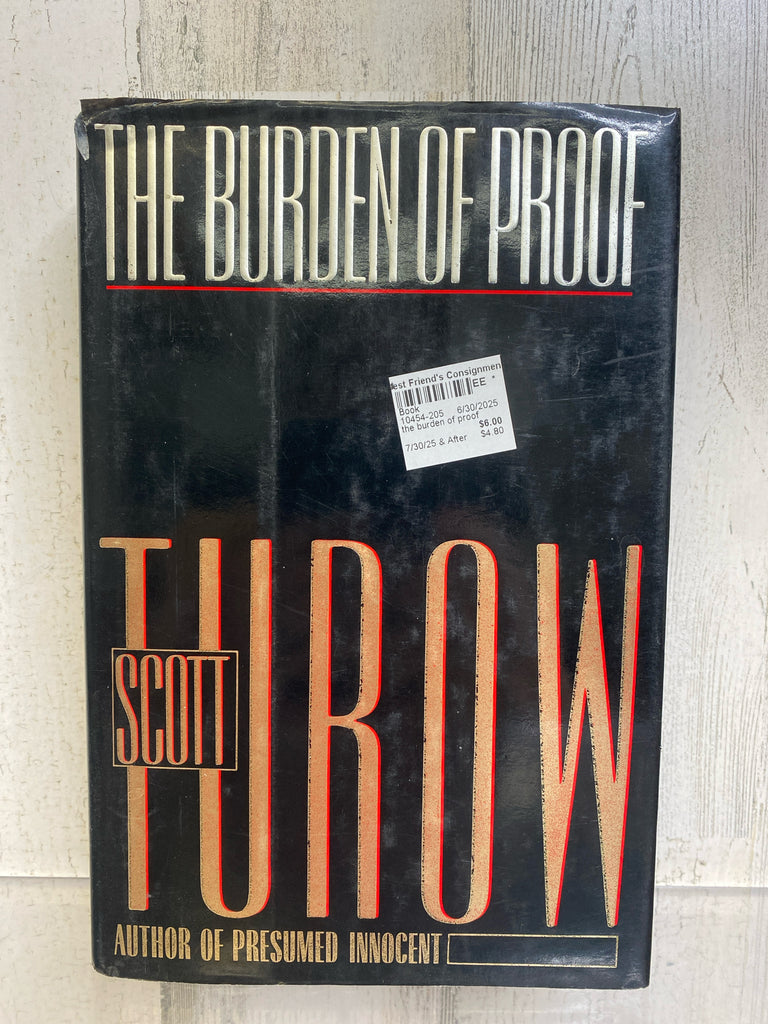 THE BURDEN OF PROOF
est Friend's Consignmen
EE *
Book
10454-205 6/30/2025
the burden of proof
$6.00
7/30/25 & After $4.80
SCOTT
TUROW
AUTHOR OF PRESUMED INNOCENT